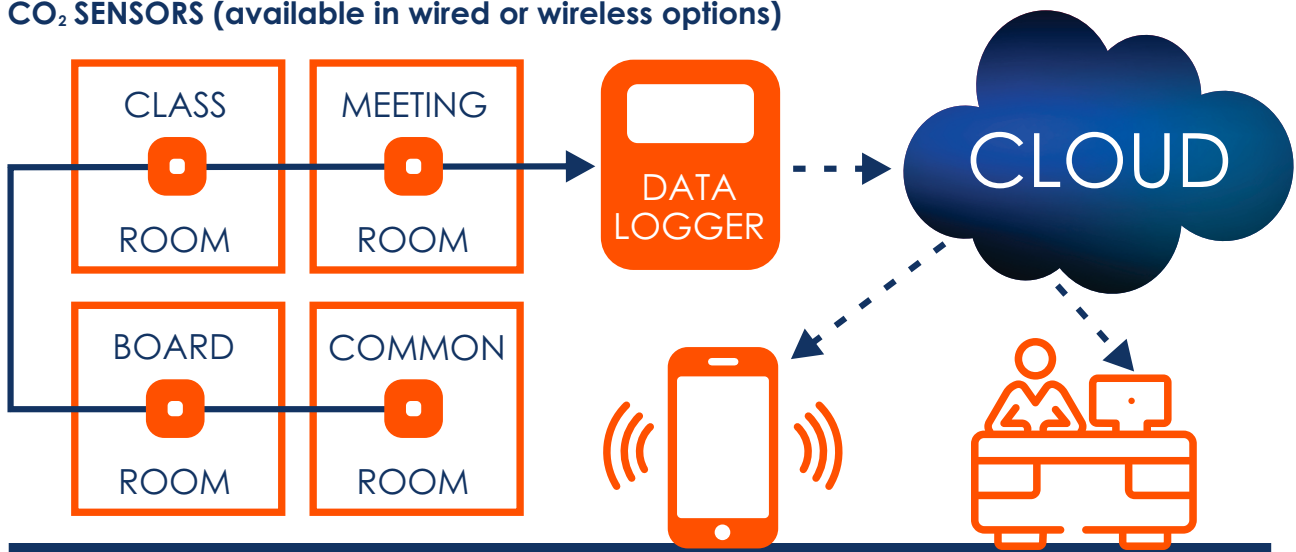 CO₂ SENSORS (available in wired or wireless options)
CLASS
ROOM
MEETING
ROOM
BOARD
ROOM
COMMON
ROOM
DATA
LOGGER
CLOUD